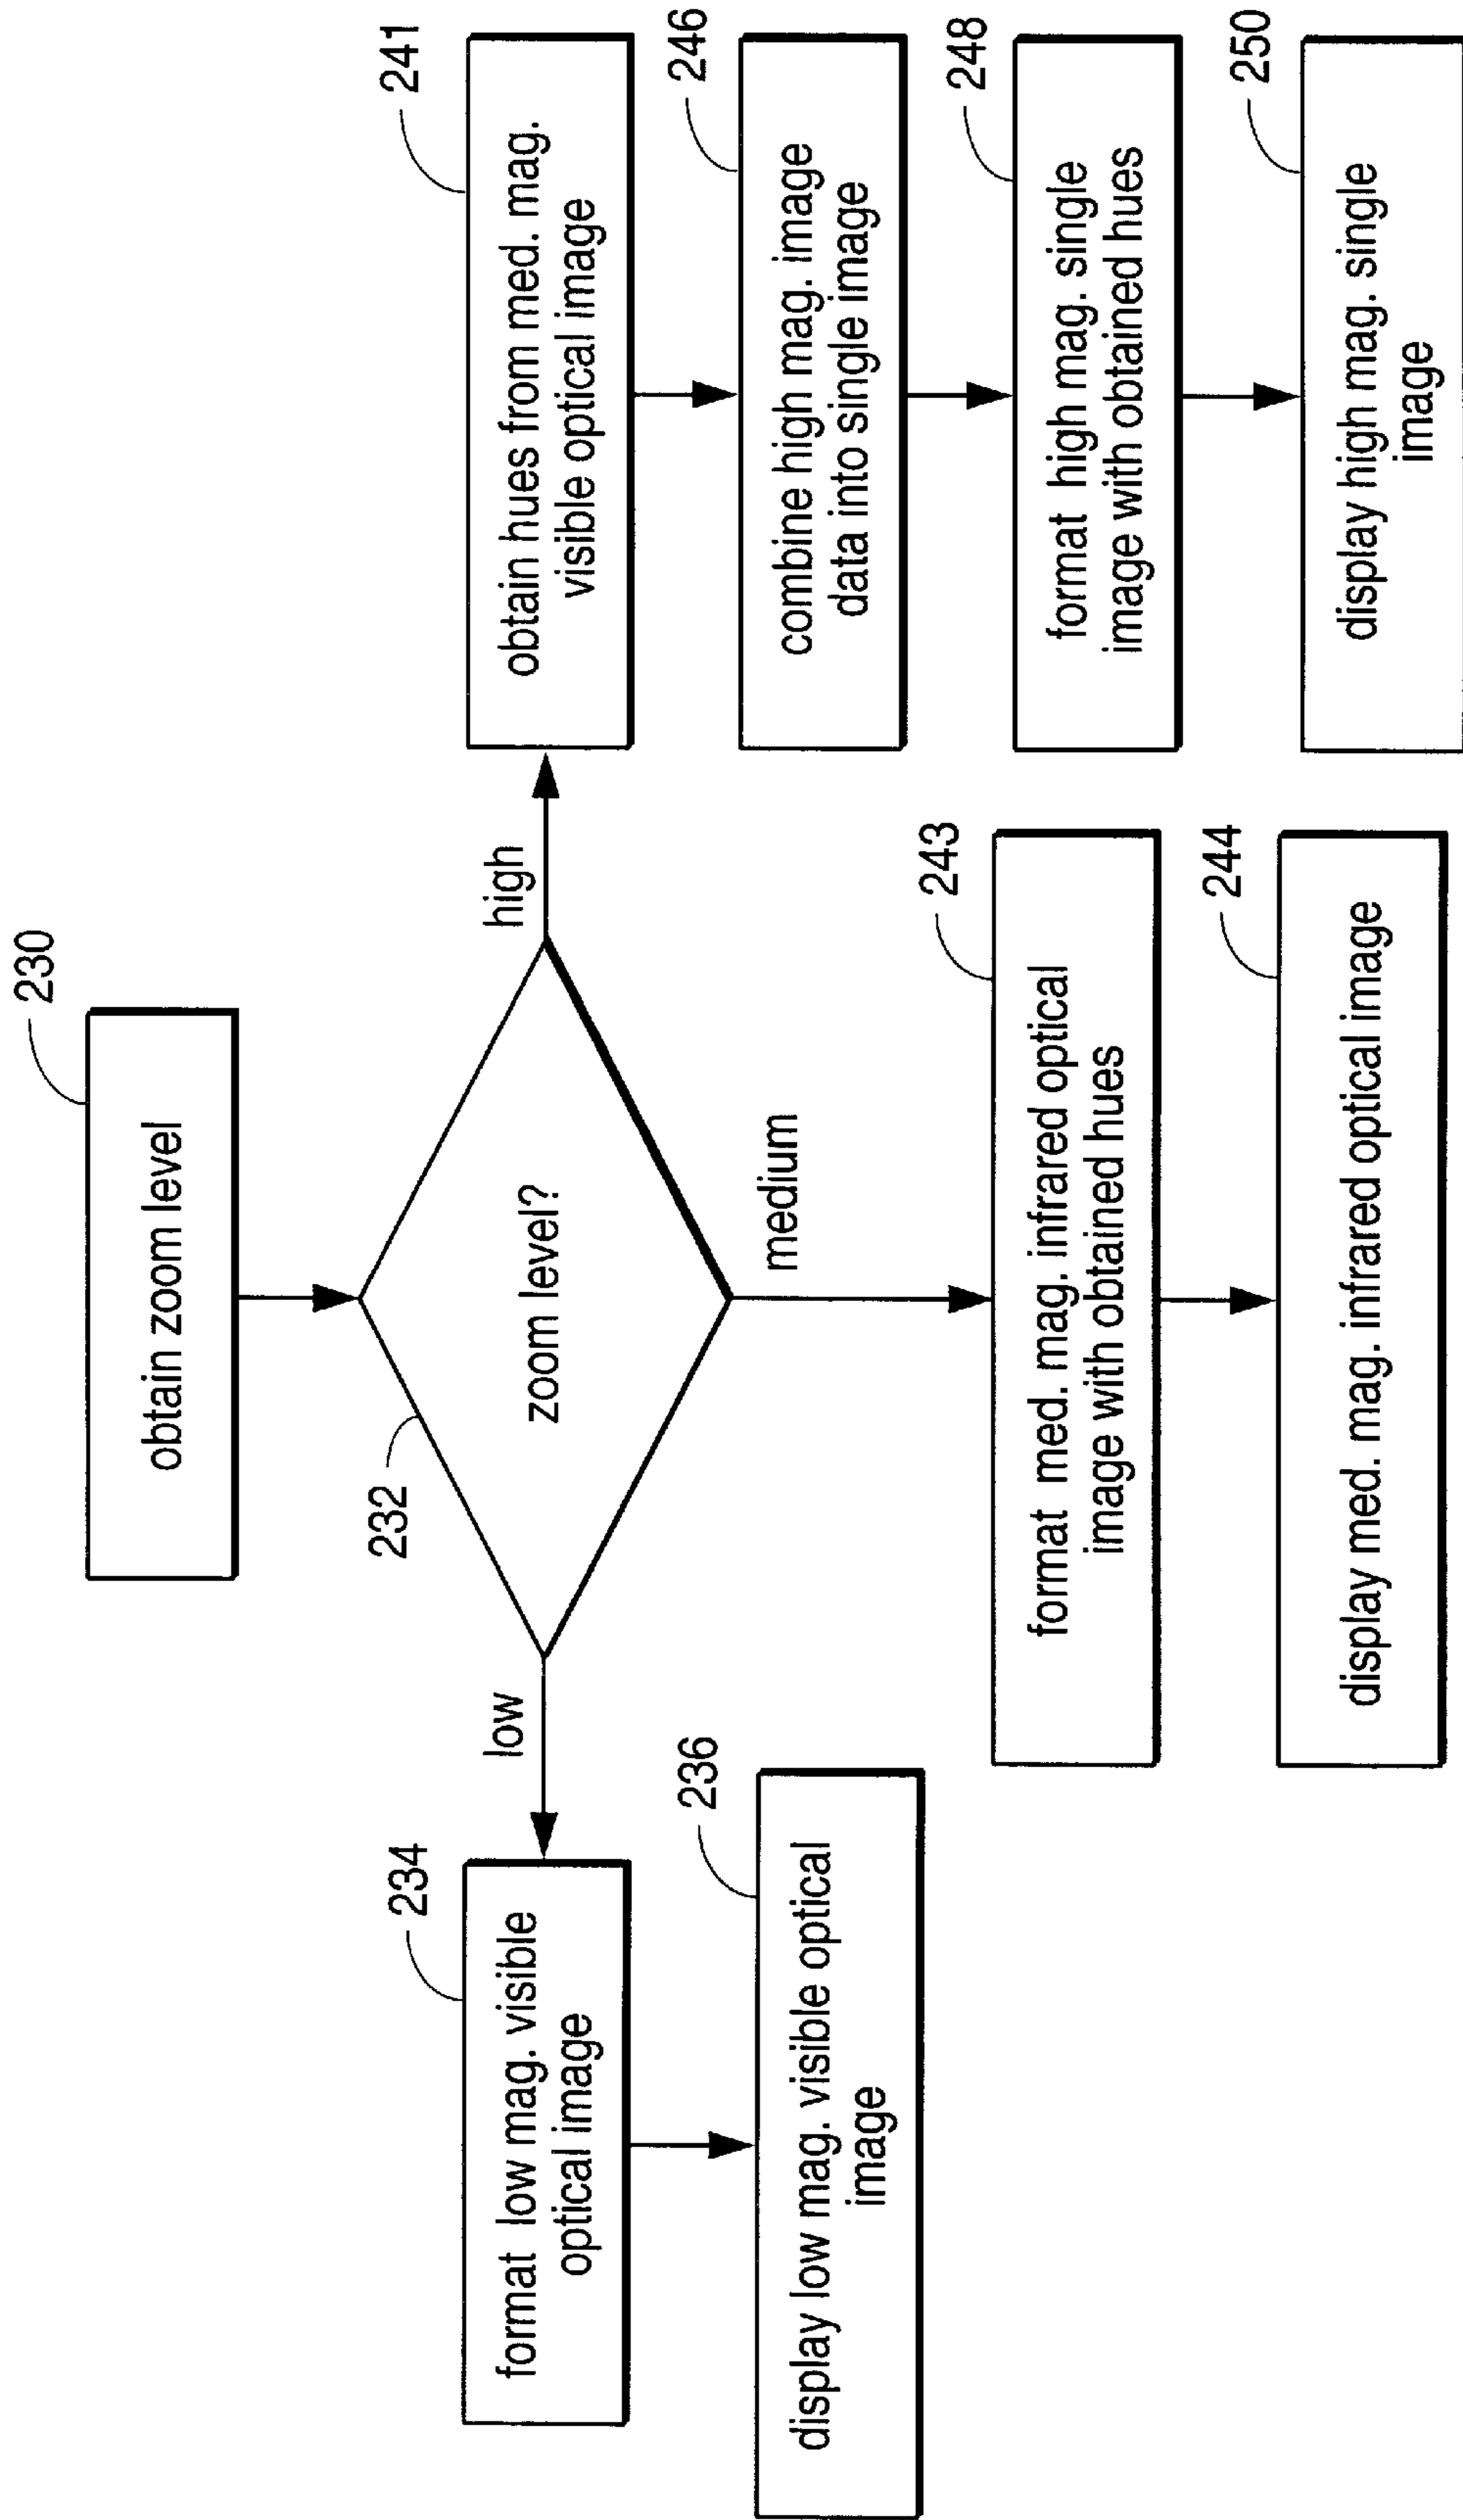 230
obtain zoom level
232
zoom level?
low
high
medium
234
format low mag. visible
optical image
236
display low mag. visible optical
image
243
format med. mag. infrared optical
image with obtained hues
244
display med. mag. infrared optical image
241
obtain hues from med. mag.
visible optical image
246
combine high mag. image
data into single image
248
format high mag. single
image with obtained hues
250
display high mag. single
image